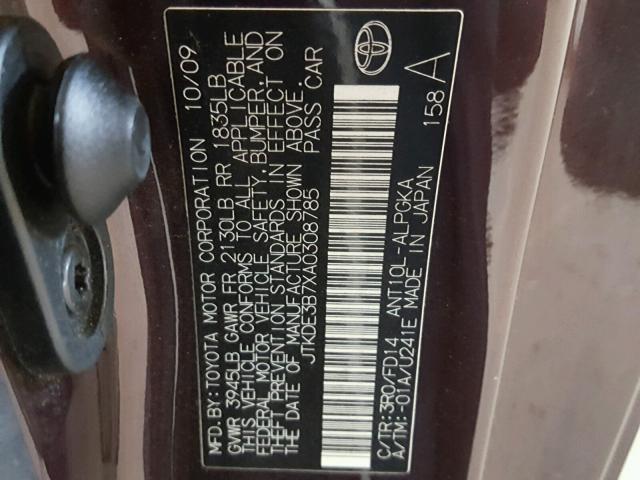 MFD. BY: TOYOTA MOTOR CORPORATION 10/09
GVWR 3945LB GAWR FR 2130LB RR 1835LB
THIS VEHICLE CONFORMS TO ALL APPLICABLE
FEDERAL MOTOR VEHICLE SAFETY, BUMPER, AND
THEFT PREVENTION STANDARDS IN EFFECT ON
THE DATE OF MANUFACTURE SHOWN ABOVE.
JTKDE3B7XA0308785 PASS CAR
C/TR: 3R0/FD14 ANT10L-ALPGKA
A/TM: -01A/U241E MADE IN JAPAN 158 A